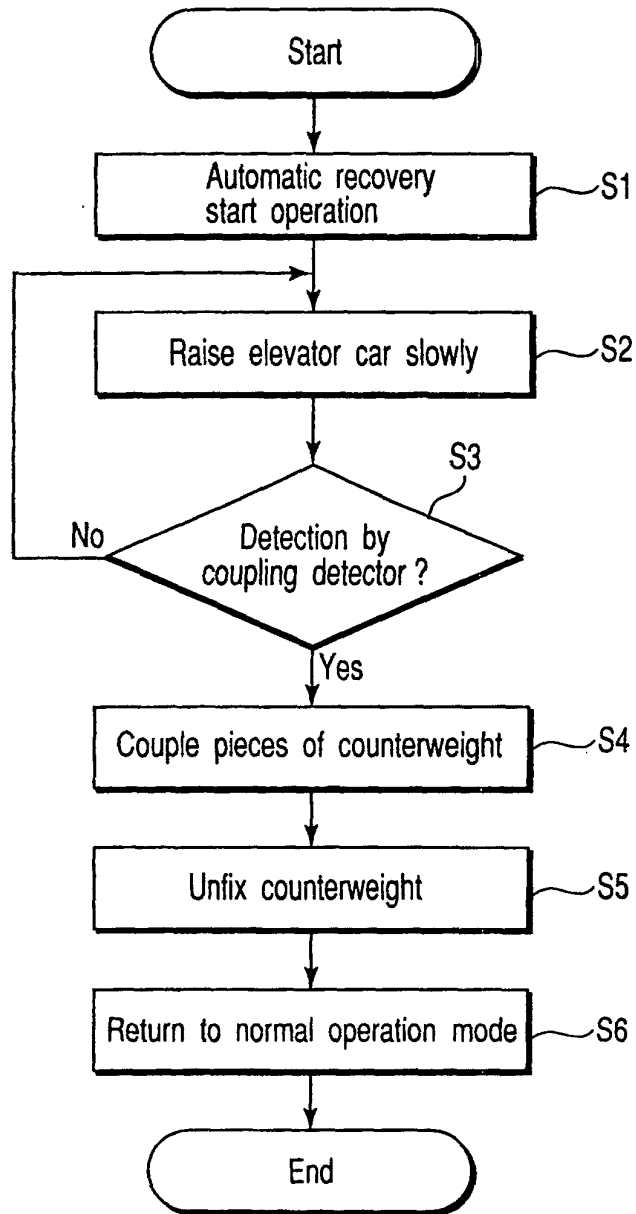 Start
Automatic recovery
start operation
S1
Raise elevator car slowly
S2
S3
No
Detection by
coupling detector ?
Yes
Couple pieces of counterweight
S4
Unfix counterweight
S5
Return to normal operation mode
S6
End